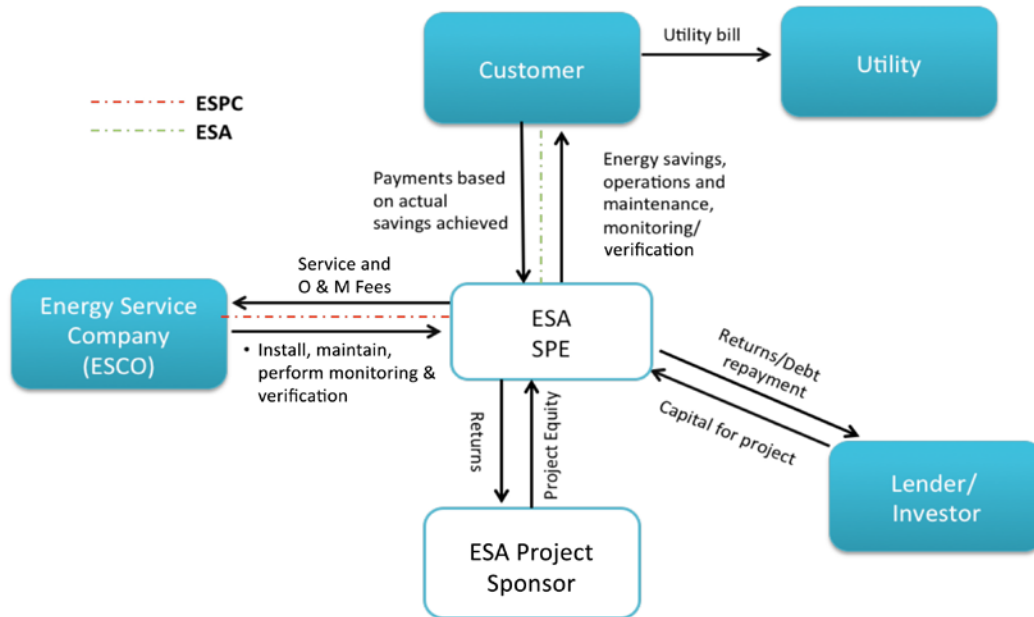 Customer
Utility bill
Utility
ESPC
ESA
Payments based
on actual
savings achieved
Energy savings,
operations and
maintenance,
monitoring/
verification
Service and
O & M Fees
Energy Service
Company
(ESCO)
ESA
SPE
• Install, maintain,
perform monitoring &
verification
Returns/Debt
repayment
Capital for project
Returns
Project Equity
Lender/
Investor
ESA Project
Sponsor